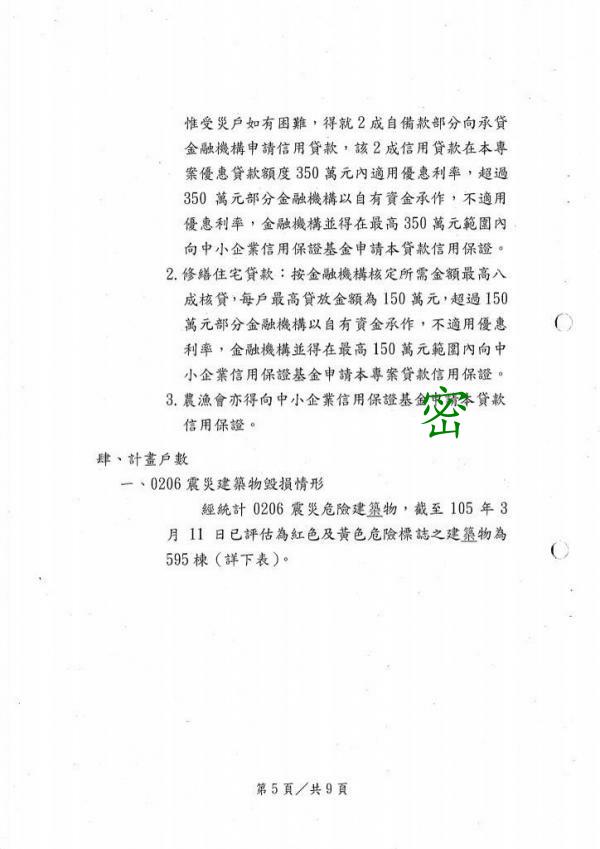 惟受災戶如有困難，得就2成自備款部分向承貸
金融機構申請信用貸款，該2成信用貸款在本專
案優惠貸款額度350萬元內適用優惠利率，超過
350 萬元部分金融機構以自有資金承作，不適用
優惠利率，金融機構並得在最高350萬元範圍內
向中小企業信用保證基金申請本貸款信用保證。
2.修繕住宅貸款：按金融機構核定所需金額最高八
成核貸，每戶最高貸放金額為150萬元，超過150
萬元部分金融機構以自有資金承作，不適用優惠
利率，金融機構並得在最高150萬元範圍內向中
小企業信用保證基金申請本專案貸款信用保證。
3.農漁會亦得向中小企業信用保證基金申請本貸款
密
信用保證。
肆、計畫戶數
一、0206震災建築物毀損情形
經統計 0206 震災危險建築物，截至 105 年 3
月 11 日已評估為紅色及黃色危險標誌之建築物為
595棟（詳下表）。
第5頁／共9頁